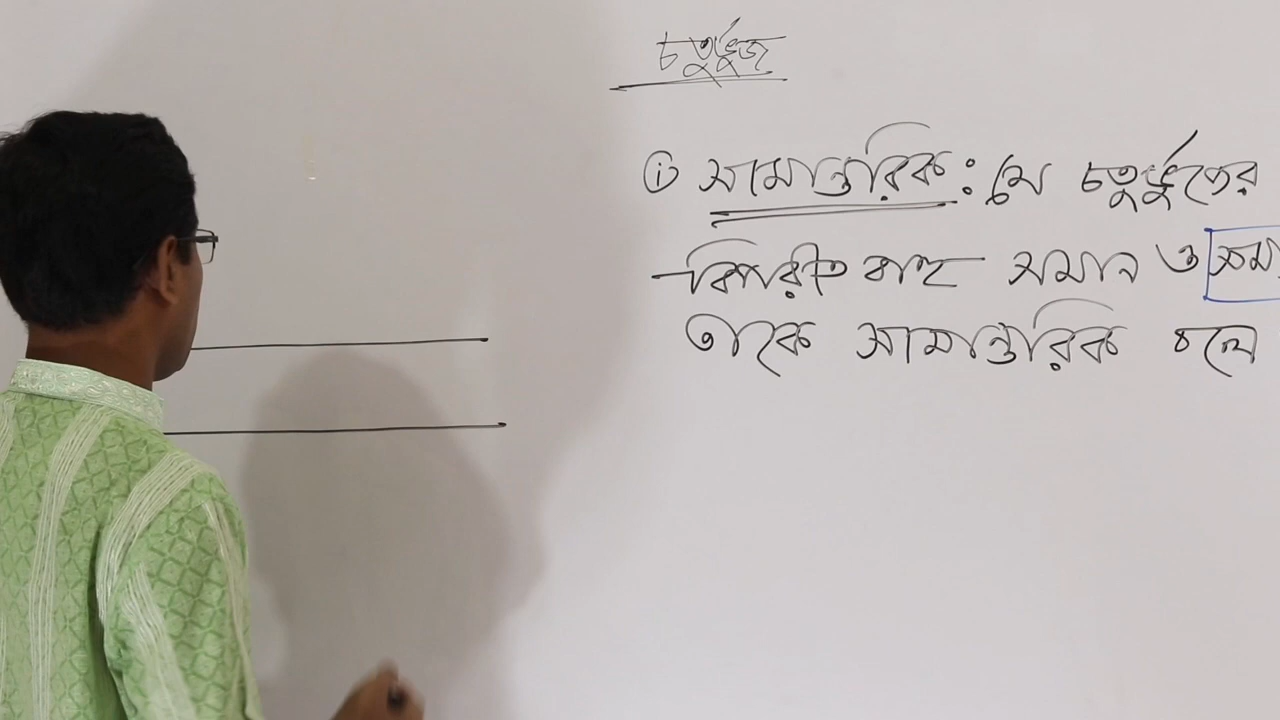 চতুর্ভুজ
i) সামান্তরিক : যে চতুর্ভুজের
বিপরীত বাহু সমান ও সমা
তাকে সামান্তরিক বলে